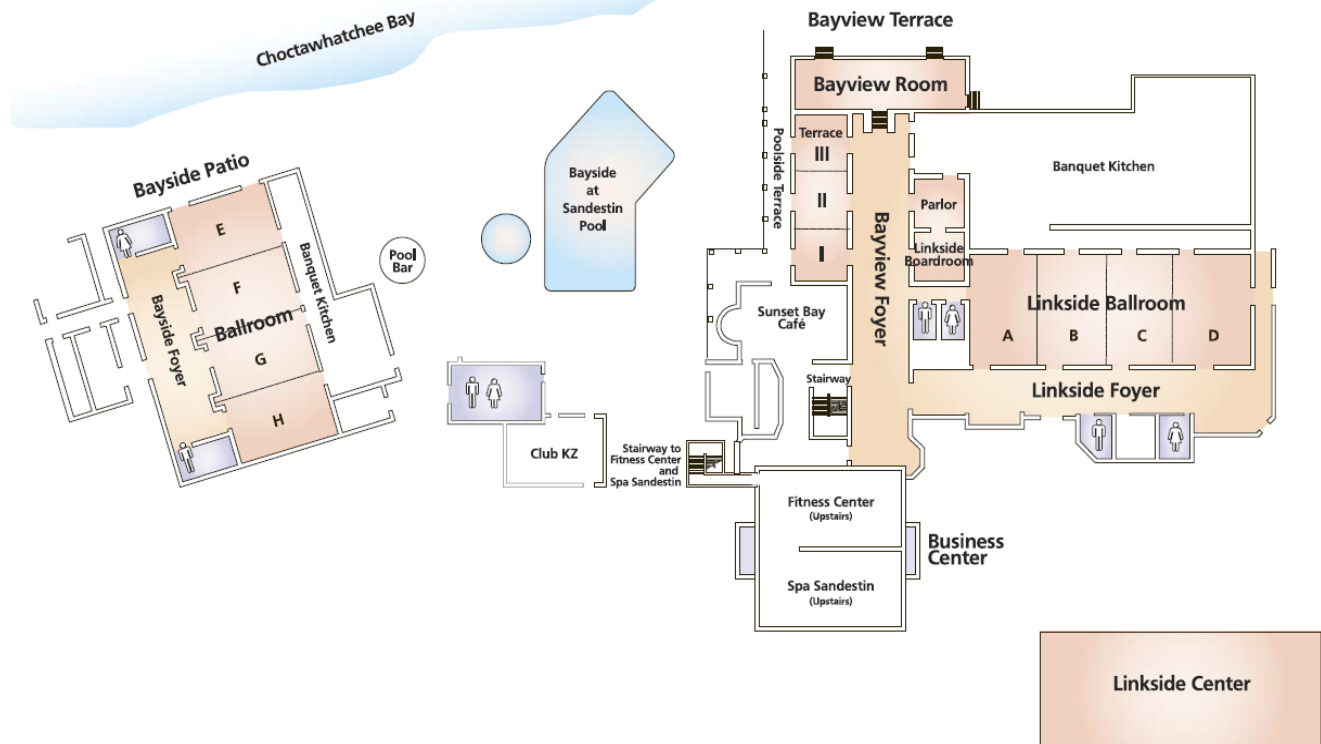 Choctawhatchee Bay
Bayview Terrace
Bayview Room
Poolside Terrace
Terrace
III
II
I
Bayview Foyer
Banquet Kitchen
Parlor
Linkside
Boardroom
Linkside Ballroom
A
B
C
D
Linkside Foyer
Bayside Patio
E
F
Ballroom
G
H
Bayside Foyer
Banquet Kitchen
Pool
Bar
Bayside
at
Sandestin
Pool
Sunset Bay
Café
Stairway
Club KZ
Stairway to
Fitness Center
and
Spa Sandestin
Fitness Center
(Upstairs)
Business
Center
Spa Sandestin
(Upstairs)
Linkside Center